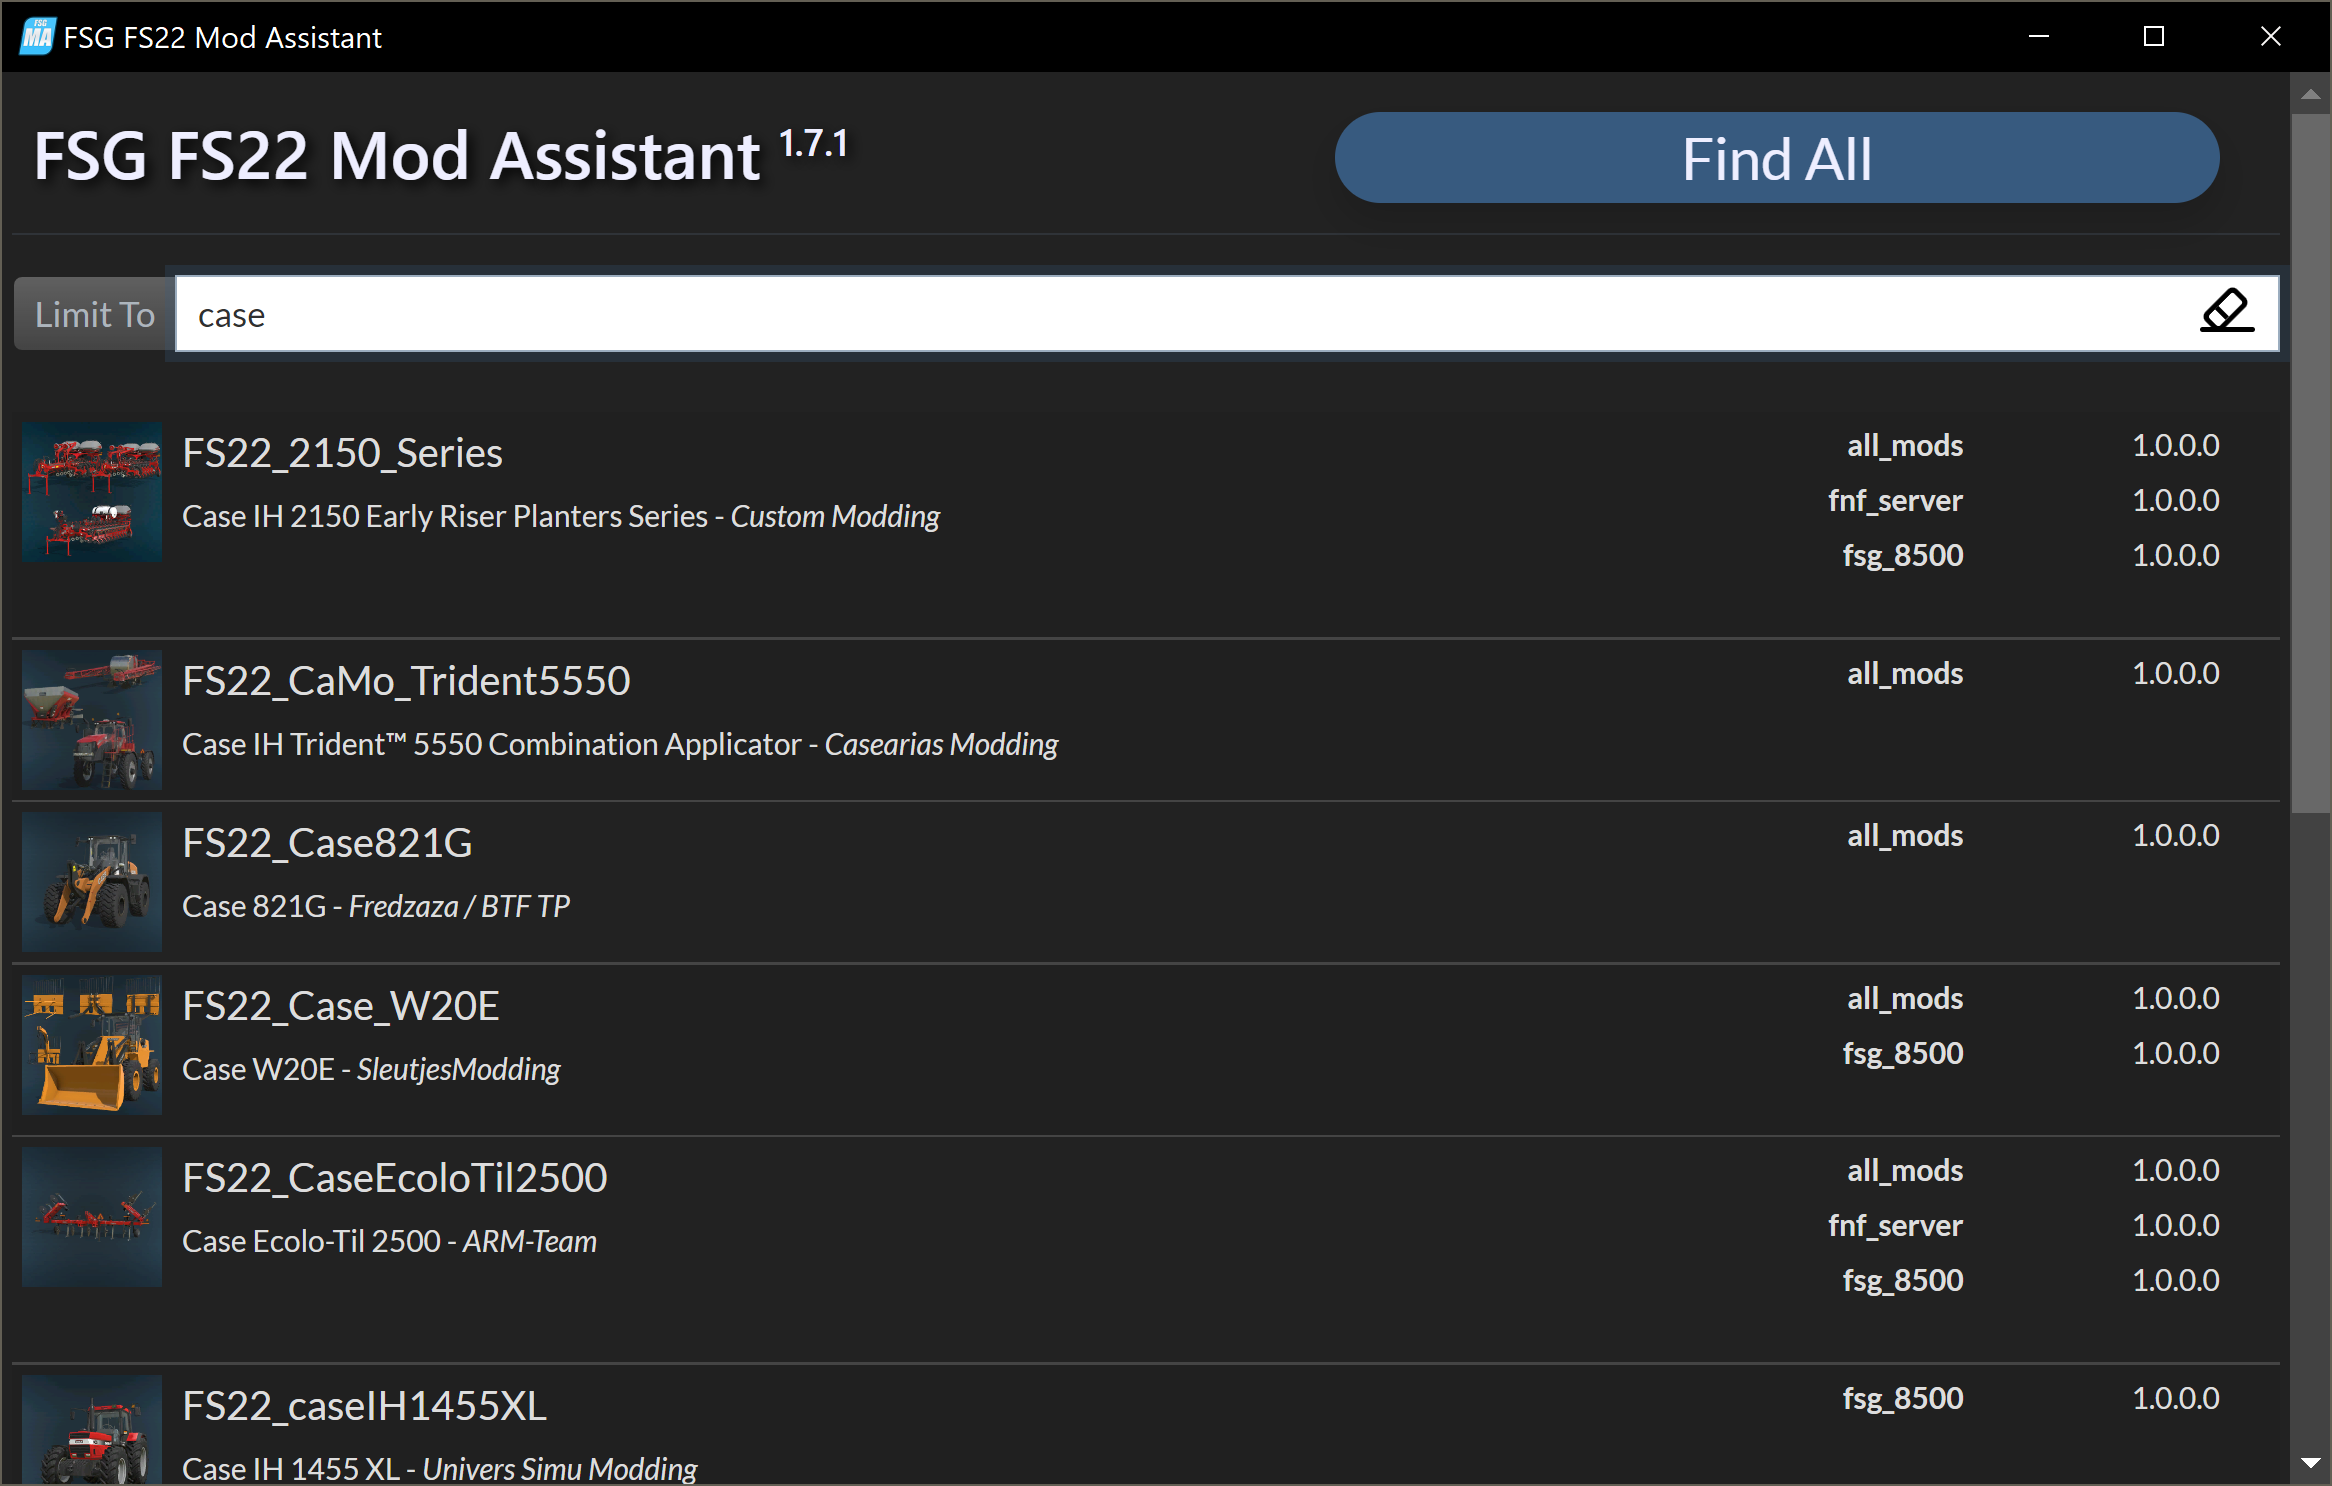 FSG FS22 Mod Assistant
FSG FS22 Mod Assistant 1.7.1
Find All
Limit To
case
FS22_2150_Series
Case IH 2150 Early Riser Planters Series - Custom Modding
all_mods 1.0.0.0
fnf_server 1.0.0.0
fsg_8500 1.0.0.0
FS22_CaMo_Trident5550
Case IH Trident™ 5550 Combination Applicator - Casearias Modding
all_mods 1.0.0.0
FS22_Case821G
Case 821G - Fredzaza / BTF TP
all_mods 1.0.0.0
FS22_Case_W20E
Case W20E - SleutjesModding
all_mods 1.0.0.0
fsg_8500 1.0.0.0
FS22_CaseEcoloTil2500
Case Ecolo-Til 2500 - ARM-Team
all_mods 1.0.0.0
fnf_server 1.0.0.0
fsg_8500 1.0.0.0
FS22_caseIH1455XL
Case IH 1455 XL - Univers Simu Modding
fsg_8500 1.0.0.0